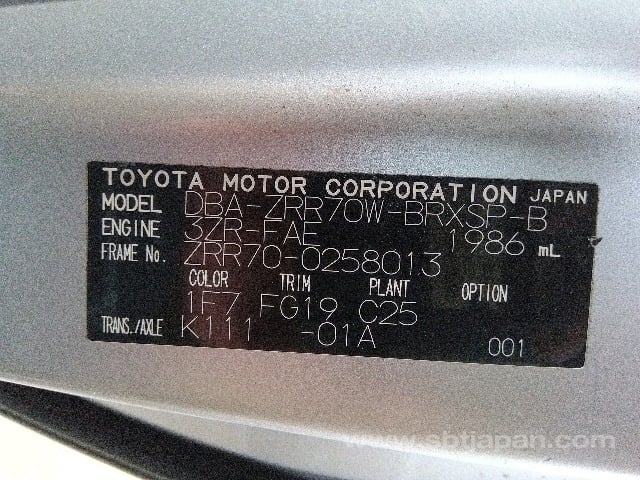 TOYOTA MOTOR CORPORATION JAPAN
MODEL DBA-ZRR70W-BRXSP-B
ENGINE 3ZR-FAE 1986 mL
FRAME No. ZRR70-0258013
COLOR TRIM PLANT OPTION
1F7 FG19 C25
TRANS./AXLE K111 -01A 001
www.sbtjapan.com